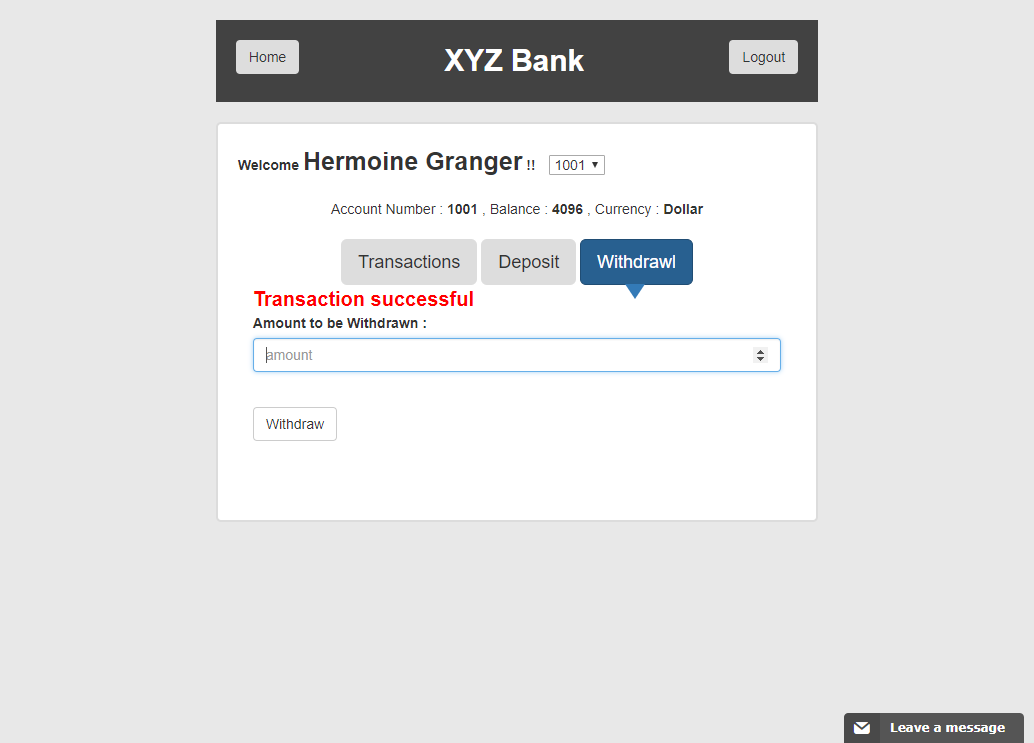 Home XYZ Bank Logout
Welcome Hermoine Granger !! 1001
Account Number : 1001 , Balance : 4096 , Currency : Dollar
Transactions Deposit Withdrawl
Transaction successful
Amount to be Withdrawn :
amount
Withdraw
Leave a message